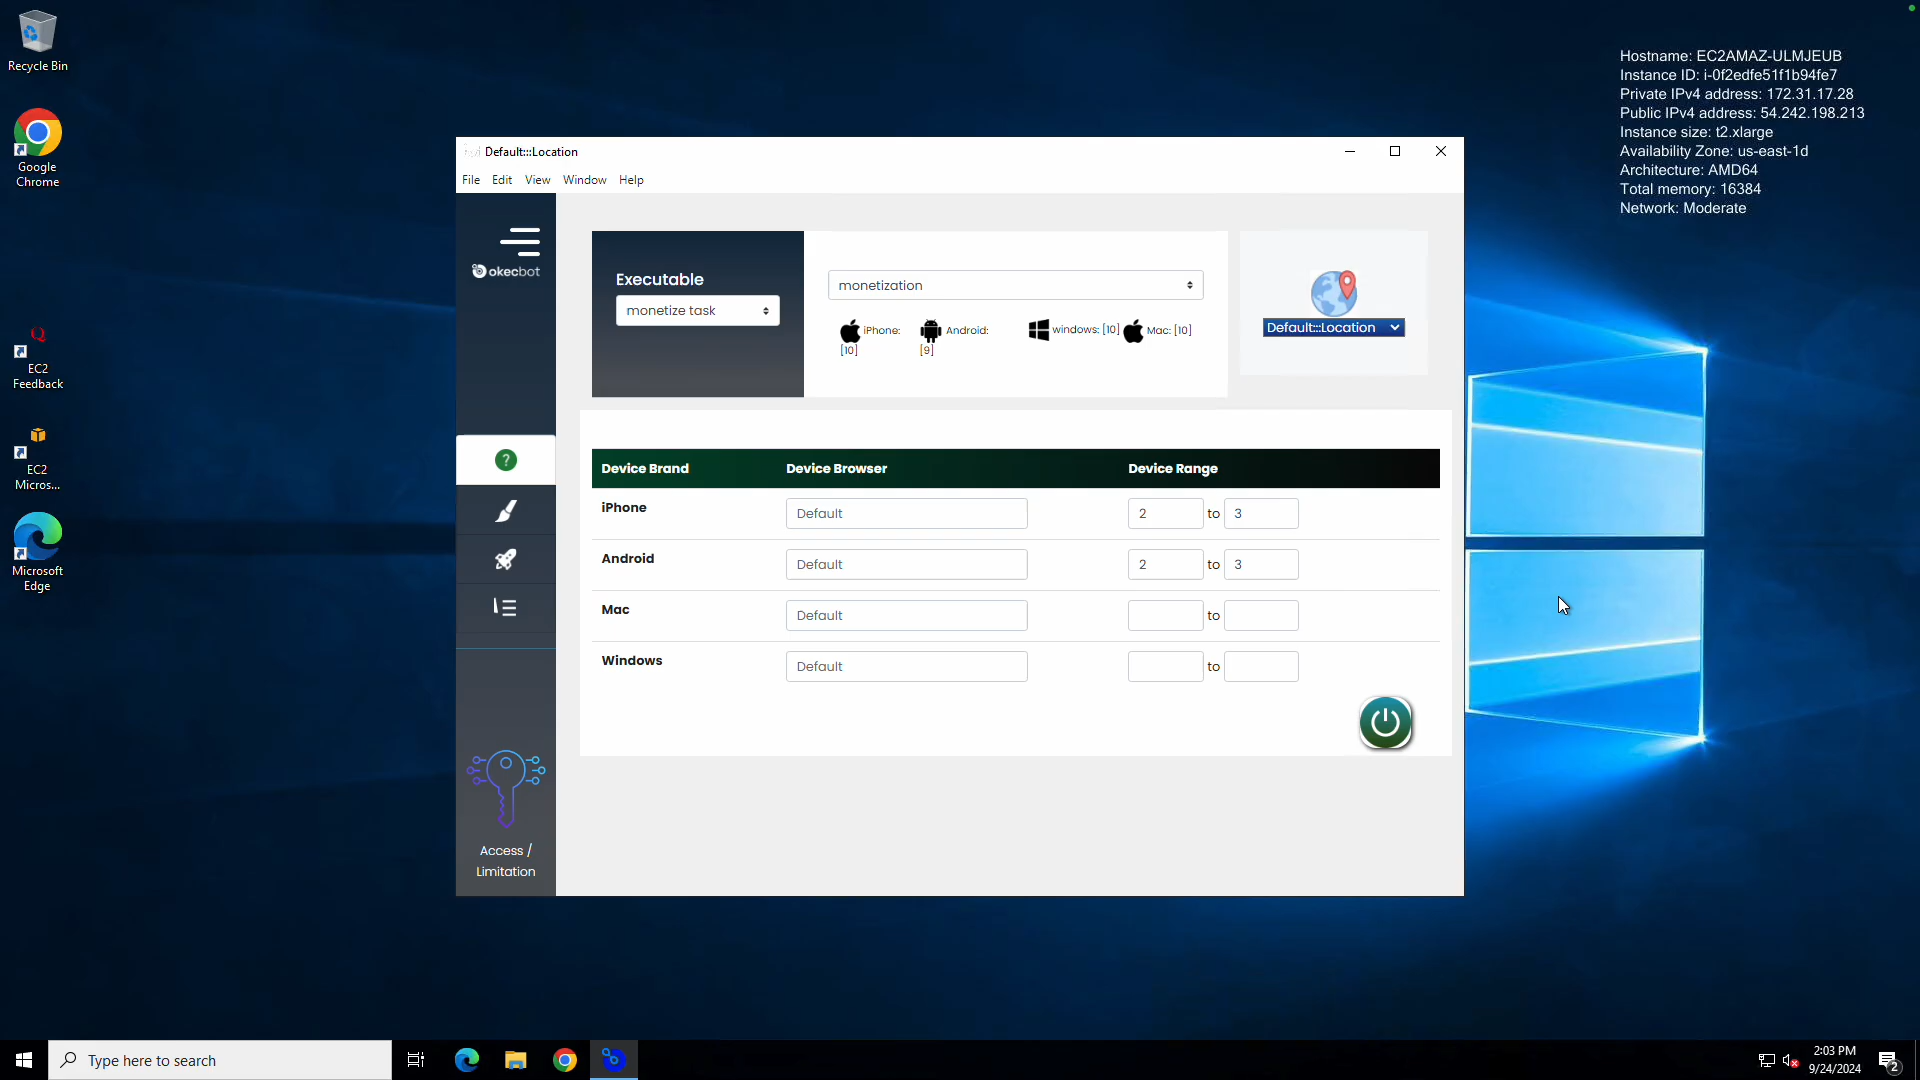 Recycle Bin
Google
Chrome
EC2
Feedback
EC2
Micros...
Microsoft
Edge
Hostname: EC2AMAZ-ULMJEUB
Instance ID: i-0f2edfe51f1b94fe7
Private IPv4 address: 172.31.17.28
Public IPv4 address: 54.242.198.213
Instance size: t2.xlarge
Availability Zone: us-east-1d
Architecture: AMD64
Total memory: 16384
Network: Moderate
Default:::Location
File Edit View Window Help
okecbot
Executable
monetize task
monetization
iPhone: [10]
Android: [9]
windows: [10]
Mac: [10]
Default:::Location
Device Brand Device Browser Device Range
iPhone Default 2 to 3
Android Default 2 to 3
Mac Default to
Windows Default to
Access /
Limitation
Type here to search
2:03 PM
9/24/2024
2